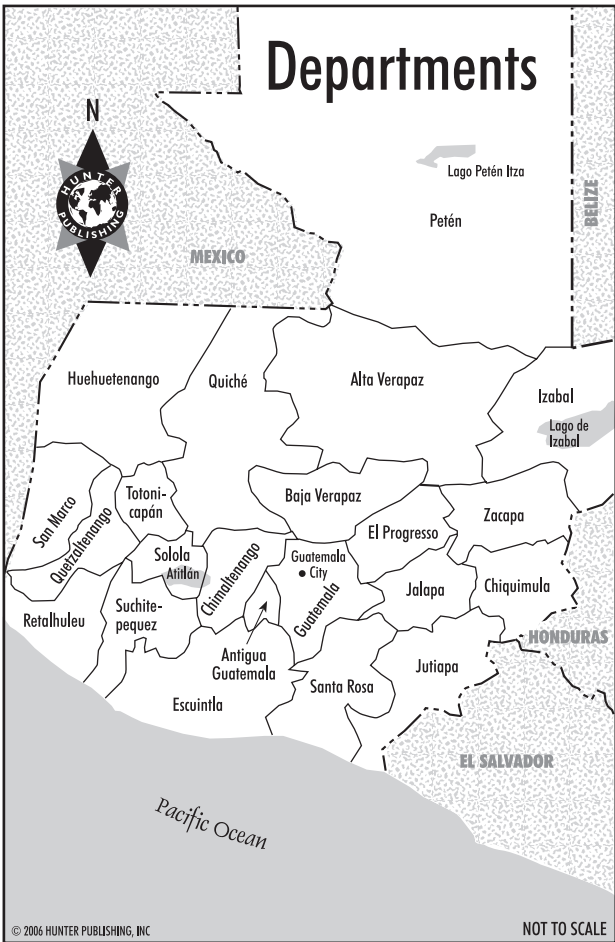 Departments
N
HUNTER
PUBLISHING
Lago Petén Itza
Petén
BELIZE
MEXICO
Huehuetenango
Quiché
Alta Verapaz
Izabal
Lago de
Izabal
San Marco
Quetzaltenango
Totoni-
capán
Baja Verapaz
El Progresso
Zacapa
Solola
Atitlán
Chimaltenango
Guatemala
City
Guatemala
Jalapa
Chiquimula
Retalhuleu
Suchite-
pequez
HONDURAS
Antigua
Guatemala
Escuintla
Santa Rosa
Jutiapa
EL SALVADOR
Pacific Ocean
© 2006 HUNTER PUBLISHING, INC
NOT TO SCALE